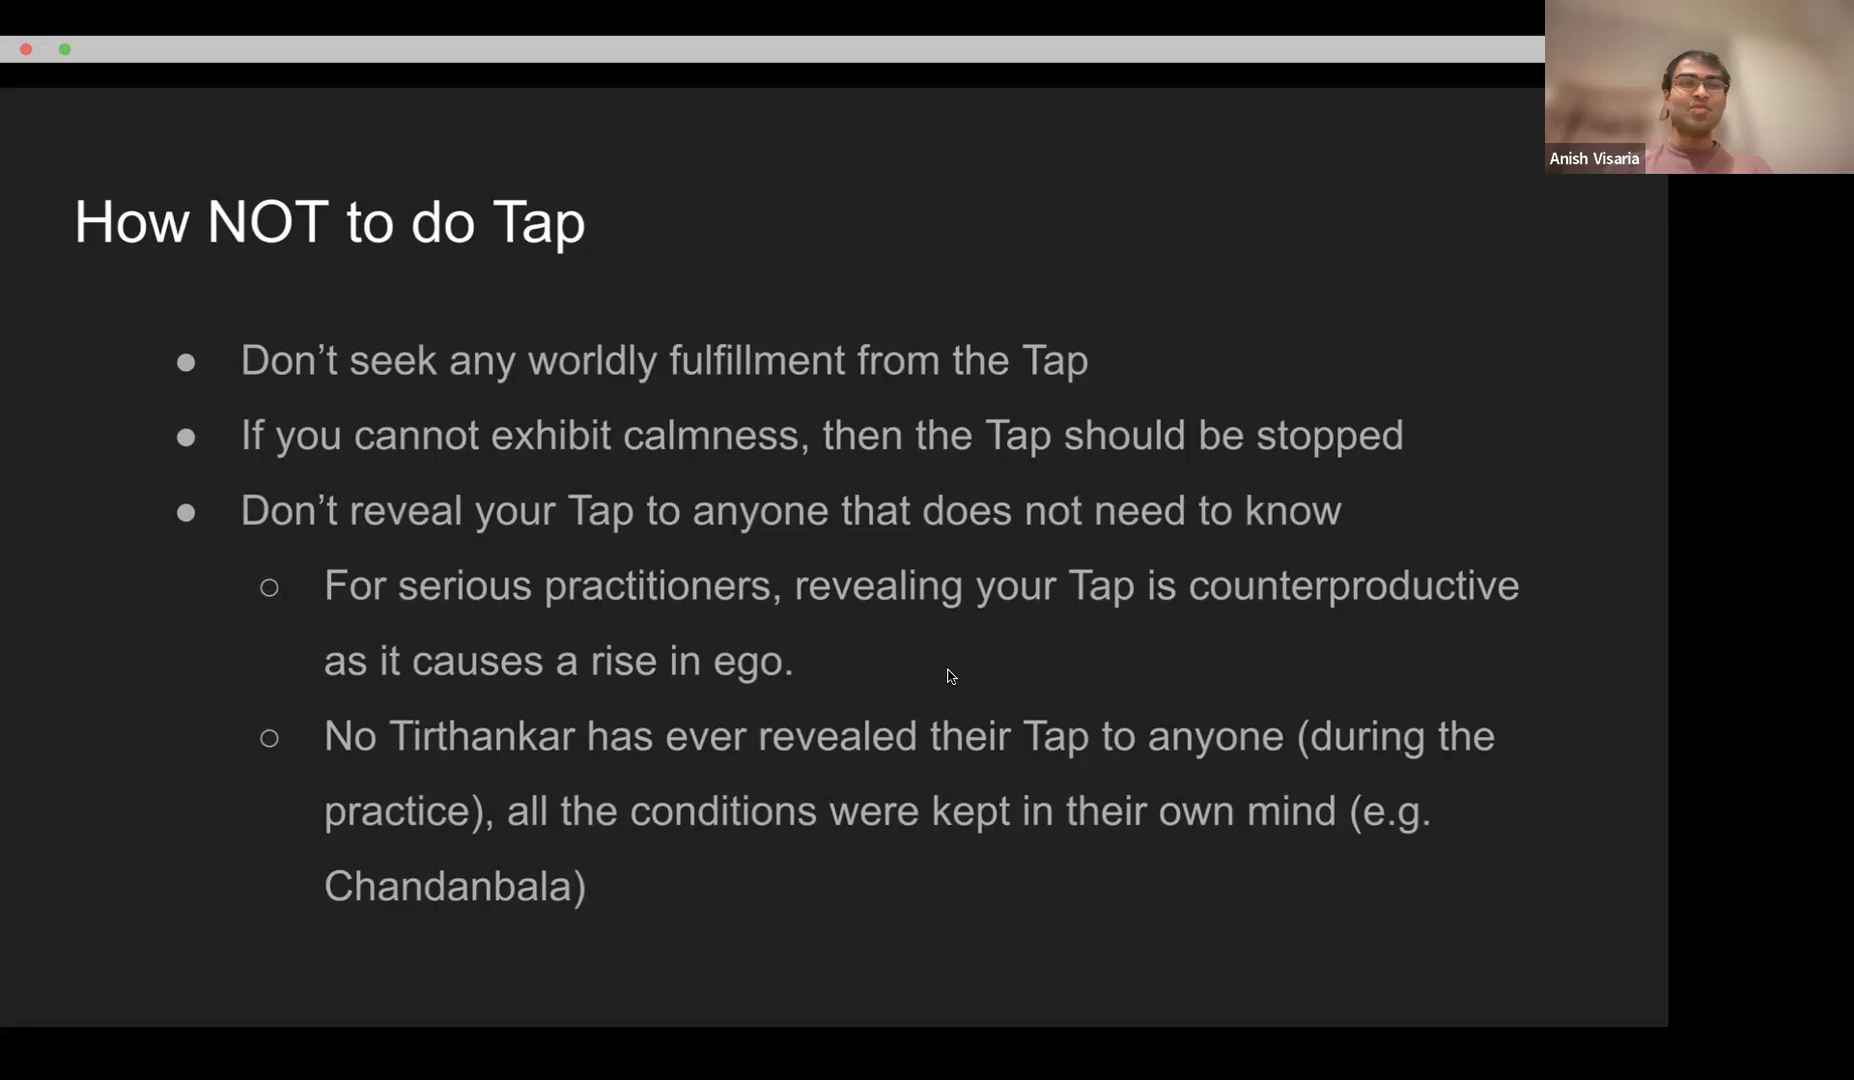 Anish Visaria
How NOT to do Tap
● Don’t seek any worldly fulfillment from the Tap
● If you cannot exhibit calmness, then the Tap should be stopped
● Don’t reveal your Tap to anyone that does not need to know
○ For serious practitioners, revealing your Tap is counterproductive
as it causes a rise in ego.
○ No Tirthankar has ever revealed their Tap to anyone (during the
practice), all the conditions were kept in their own mind (e.g.
Chandanbala)